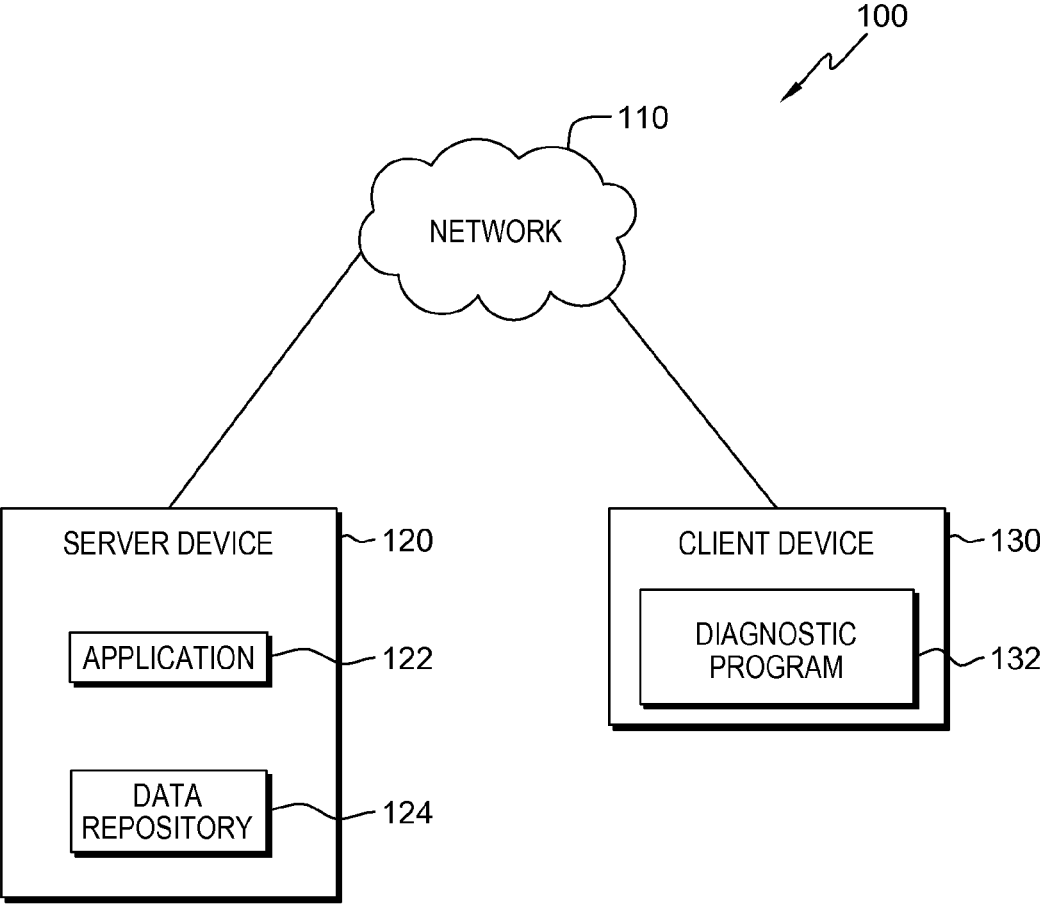 100
110
NETWORK
SERVER DEVICE
120
CLIENT DEVICE
130
APPLICATION
122
DIAGNOSTIC
PROGRAM
132
DATA
REPOSITORY
124